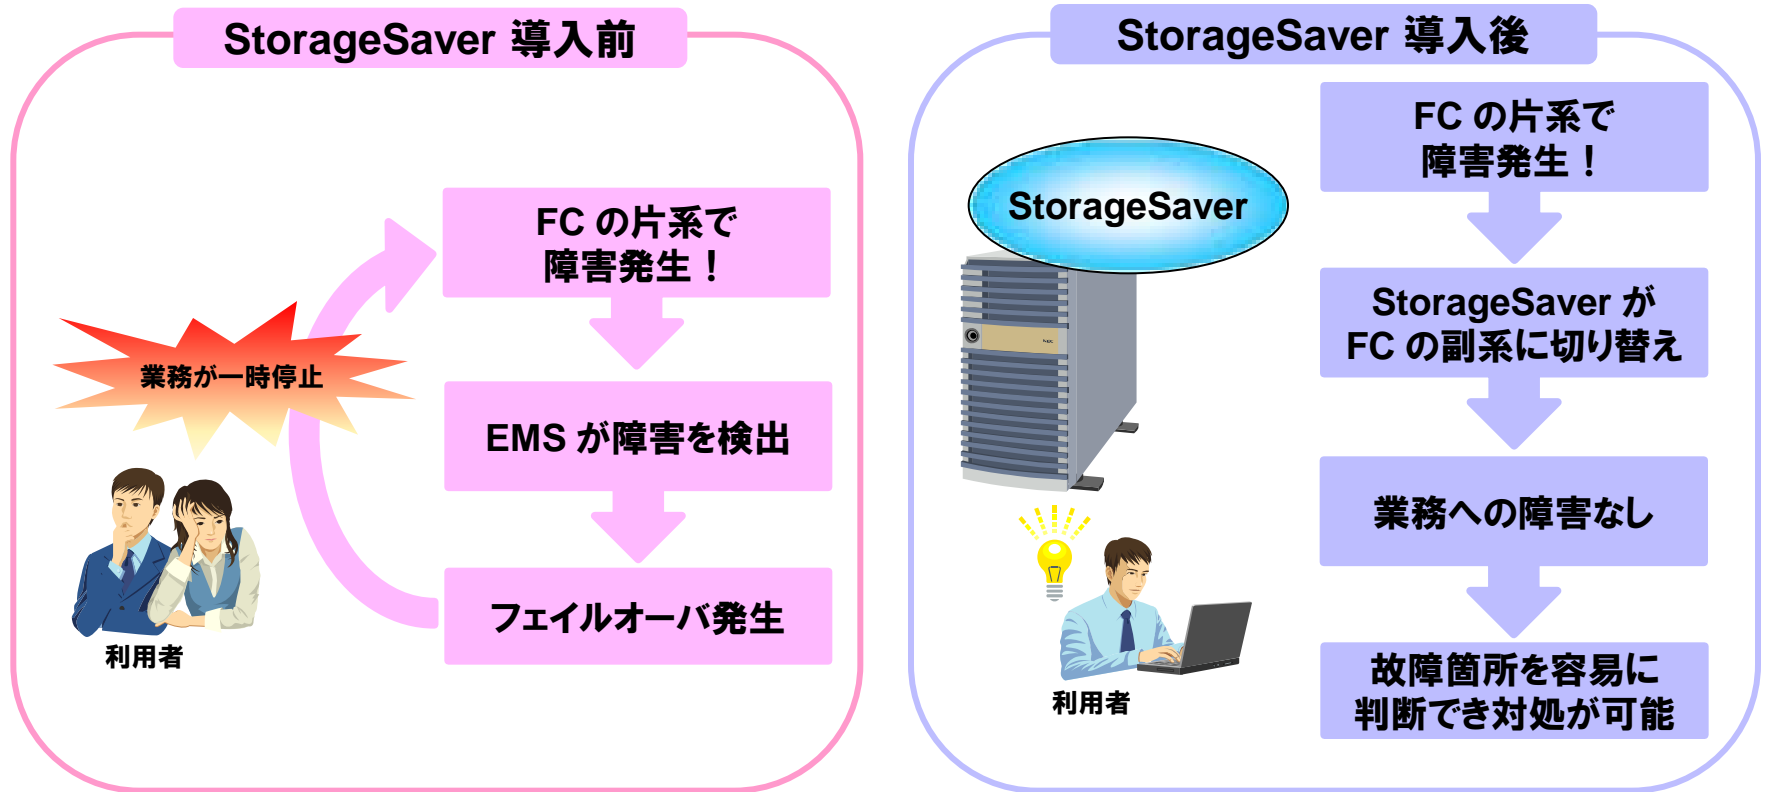 StorageSaver 導入前
FC の片系で
障害発生！
業務が一時停止
EMS が障害を検出
フェイルオーバ発生
利用者
StorageSaver 導入後
StorageSaver
FC の片系で
障害発生！
StorageSaver が
FC の副系に切り替え
業務への障害なし
故障箇所を容易に
判断でき対処が可能
NEC
利用者